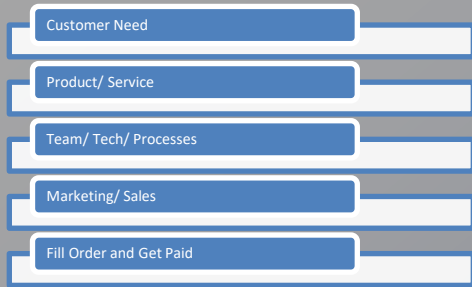 Customer Need
Product/ Service
Team/ Tech/ Processes
Marketing/ Sales
Fill Order and Get Paid